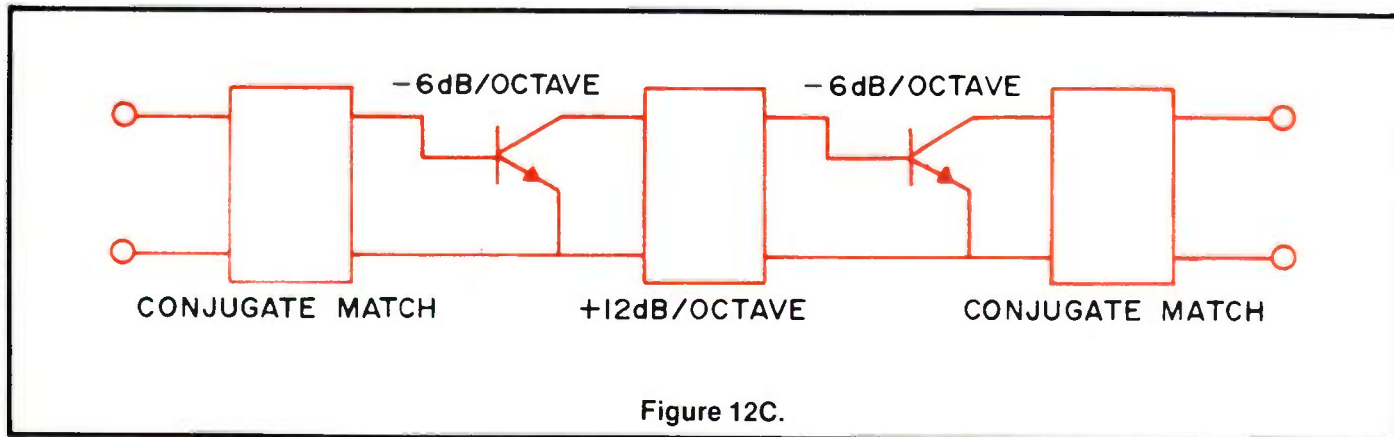 −6dB/OCTAVE
−6dB/OCTAVE
CONJUGATE MATCH
+12dB/OCTAVE
CONJUGATE MATCH
Figure 12C.